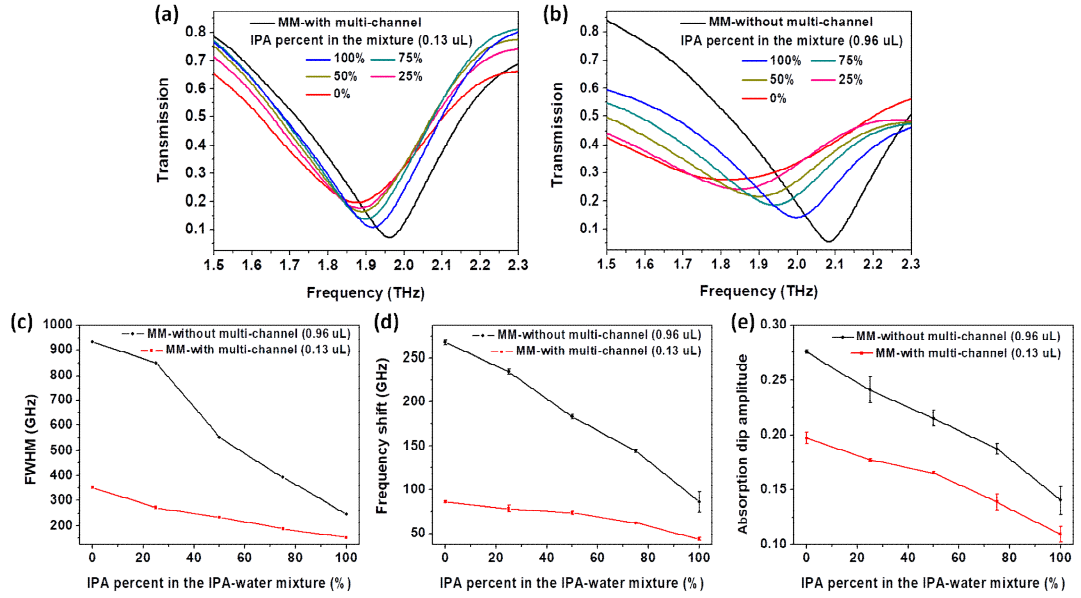 (a)
MM-with multi-channel
IPA percent in the mixture (0.13 uL)
100% 75%
50% 25%
0%
0.8
0.7
0.6
0.5
0.4
0.3
0.2
0.1
Transmission
1.5 1.6 1.7 1.8 1.9 2.0 2.1 2.2 2.3
Frequency (THz)
(b)
MM-without multi-channel
IPA percent in the mixture (0.96 uL)
100% 75%
50% 25%
0%
0.8
0.7
0.6
0.5
0.4
0.3
0.2
0.1
Transmission
1.5 1.6 1.7 1.8 1.9 2.0 2.1 2.2 2.3
Frequency (THz)
(c)
MM-without multi-channel (0.96 uL)
MM-with multi-channel (0.13 uL)
1000
900
800
700
600
500
400
300
200
FWHM (GHz)
0 20 40 60 80 100
IPA percent in the IPA-water mixture (%)
(d)
MM-without multi-channel (0.96 uL)
MM-with multi-channel (0.13 uL)
250
200
150
100
50
Frequency shift (GHz)
0 20 40 60 80 100
IPA percent in the IPA-water mixture (%)
(e)
MM-without multi-channel (0.96 uL)
MM-with multi-channel (0.13 uL)
0.30
0.25
0.20
0.15
0.10
Absorption dip amplitude
0 20 40 60 80 100
IPA percent in the IPA-water mixture (%)